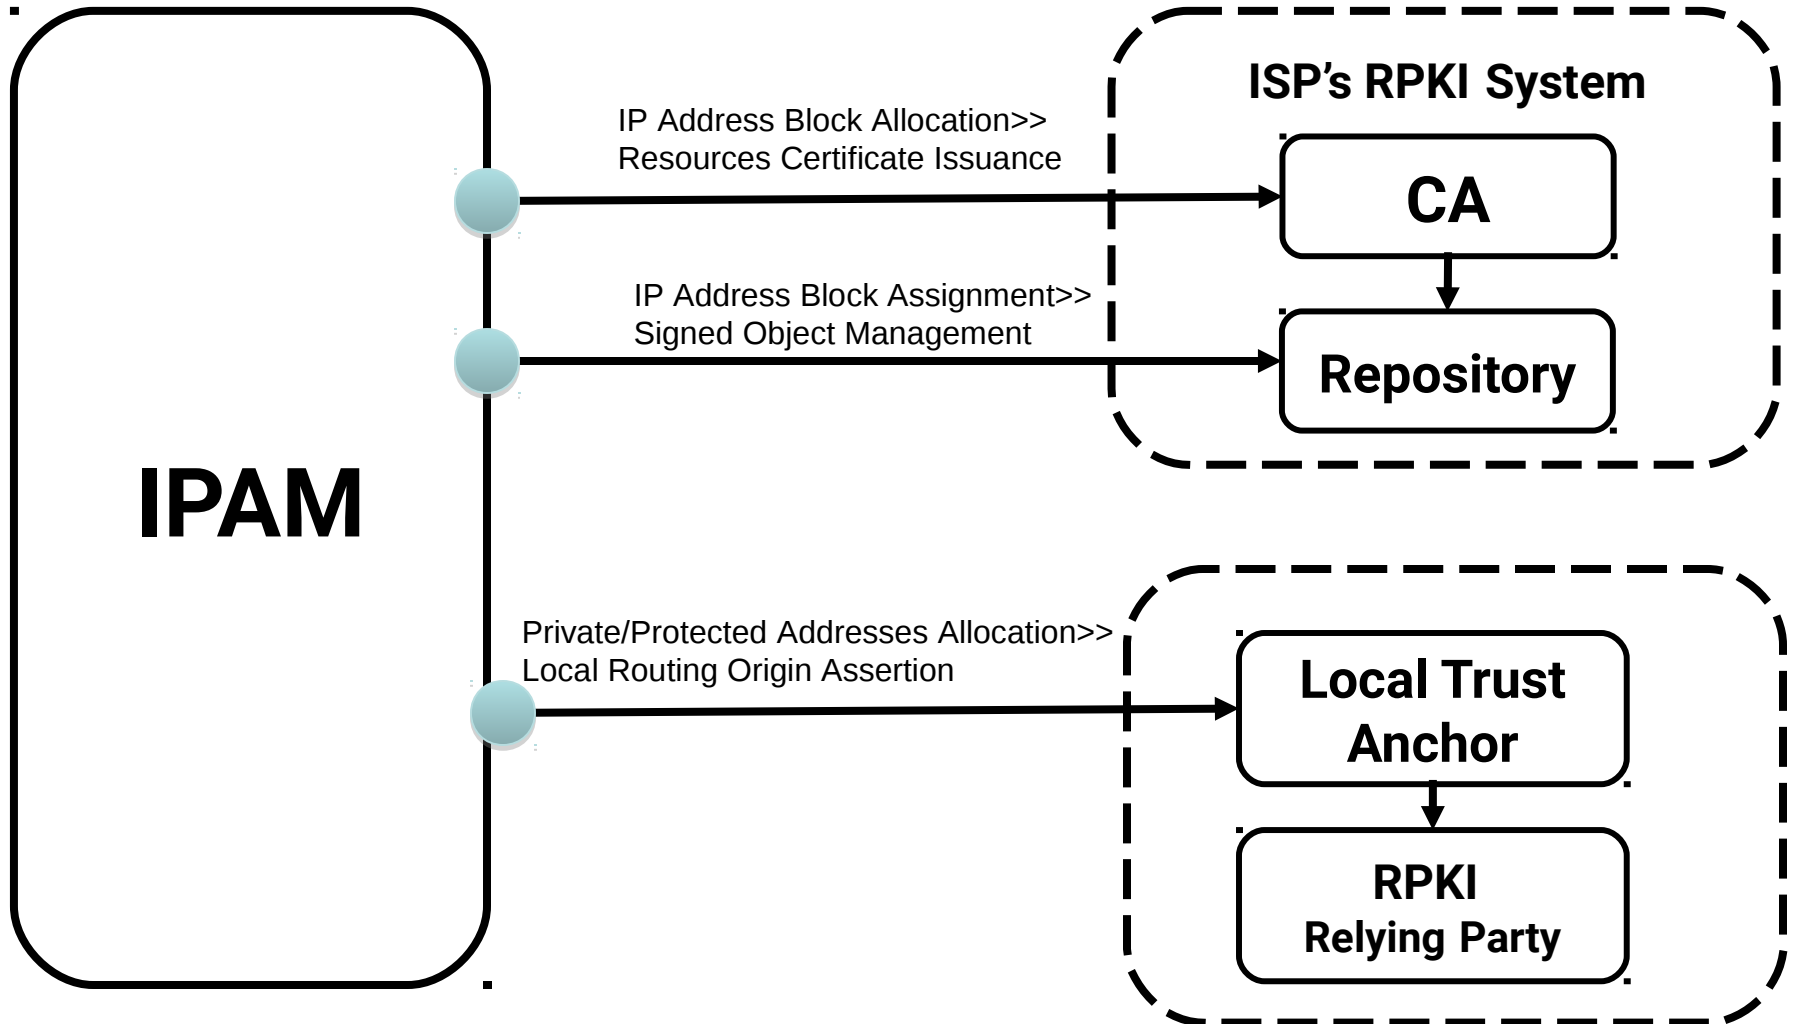 ISP’s RPKI System
IP Address Block Allocation>>
Resources Certificate Issuance
CA
IP Address Block Assignment>>
Signed Object Management
Repository
IPAM
Private/Protected Addresses Allocation>>
Local Routing Origin Assertion
Local Trust
Anchor
RPKI
Relying Party